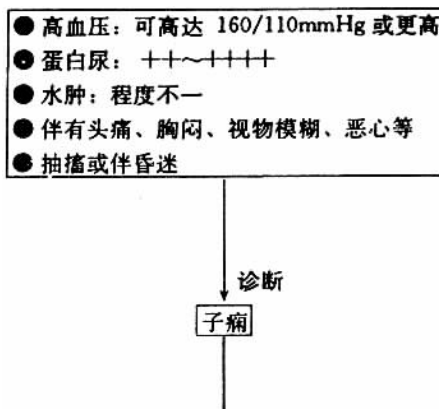 ● 高血压：可高达 160/110mmHg 或更高
● 蛋白尿：++～++++
● 水肿：程度不一
● 伴有头痛、胸闷、视物模糊、恶心等
● 抽搐或伴昏迷
诊断
子痫